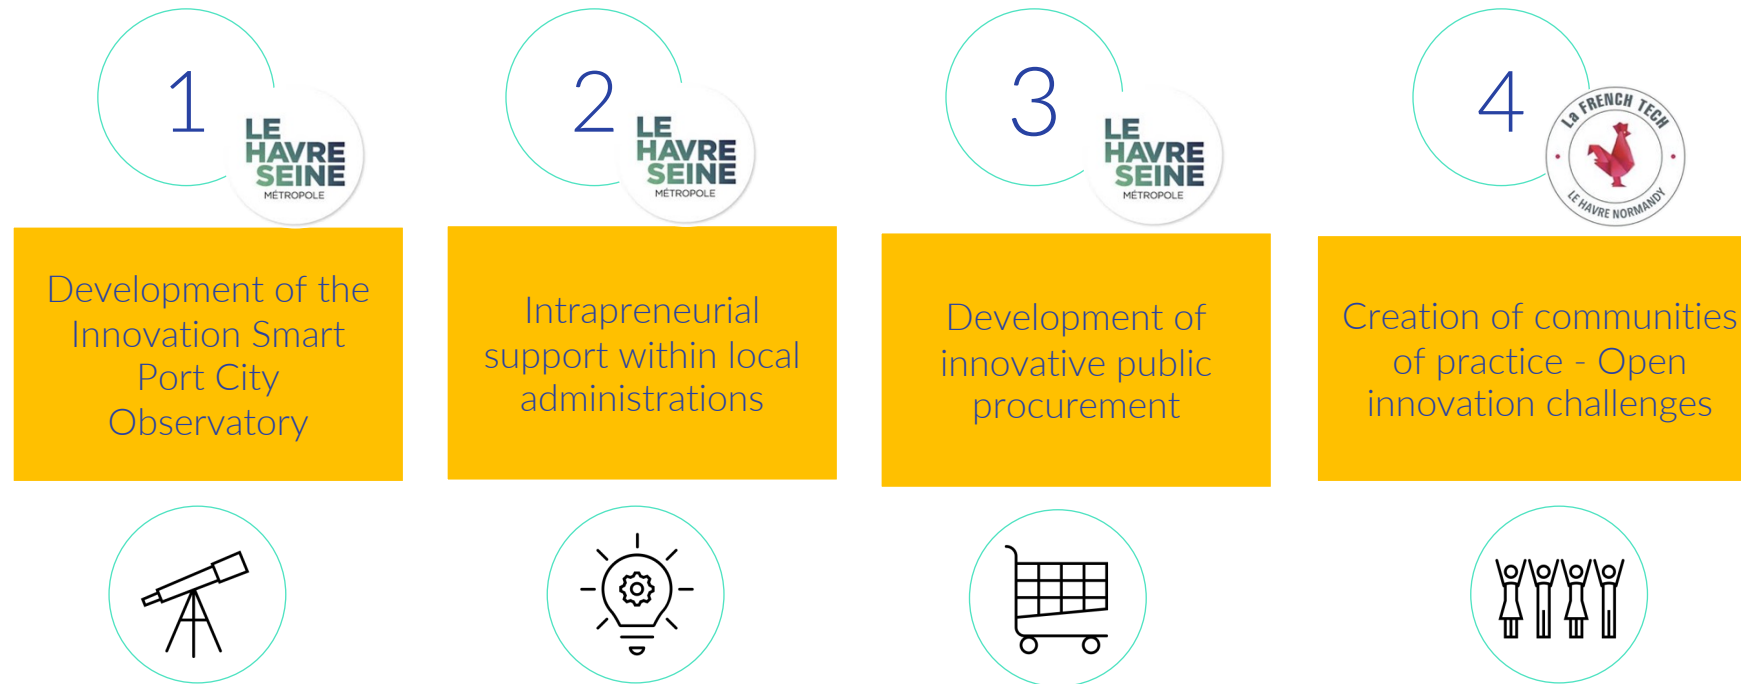 1
LE
HAVRE
SEINE
MÉTROPOLE
Development of the
Innovation Smart
Port City
Observatory
2
LE
HAVRE
SEINE
MÉTROPOLE
Intrapreneurial
support within local
administrations
3
LE
HAVRE
SEINE
MÉTROPOLE
Development of
innovative public
procurement
4
La FRENCH TECH
LE HAVRE NORMANDY
Creation of communities
of practice - Open
innovation challenges